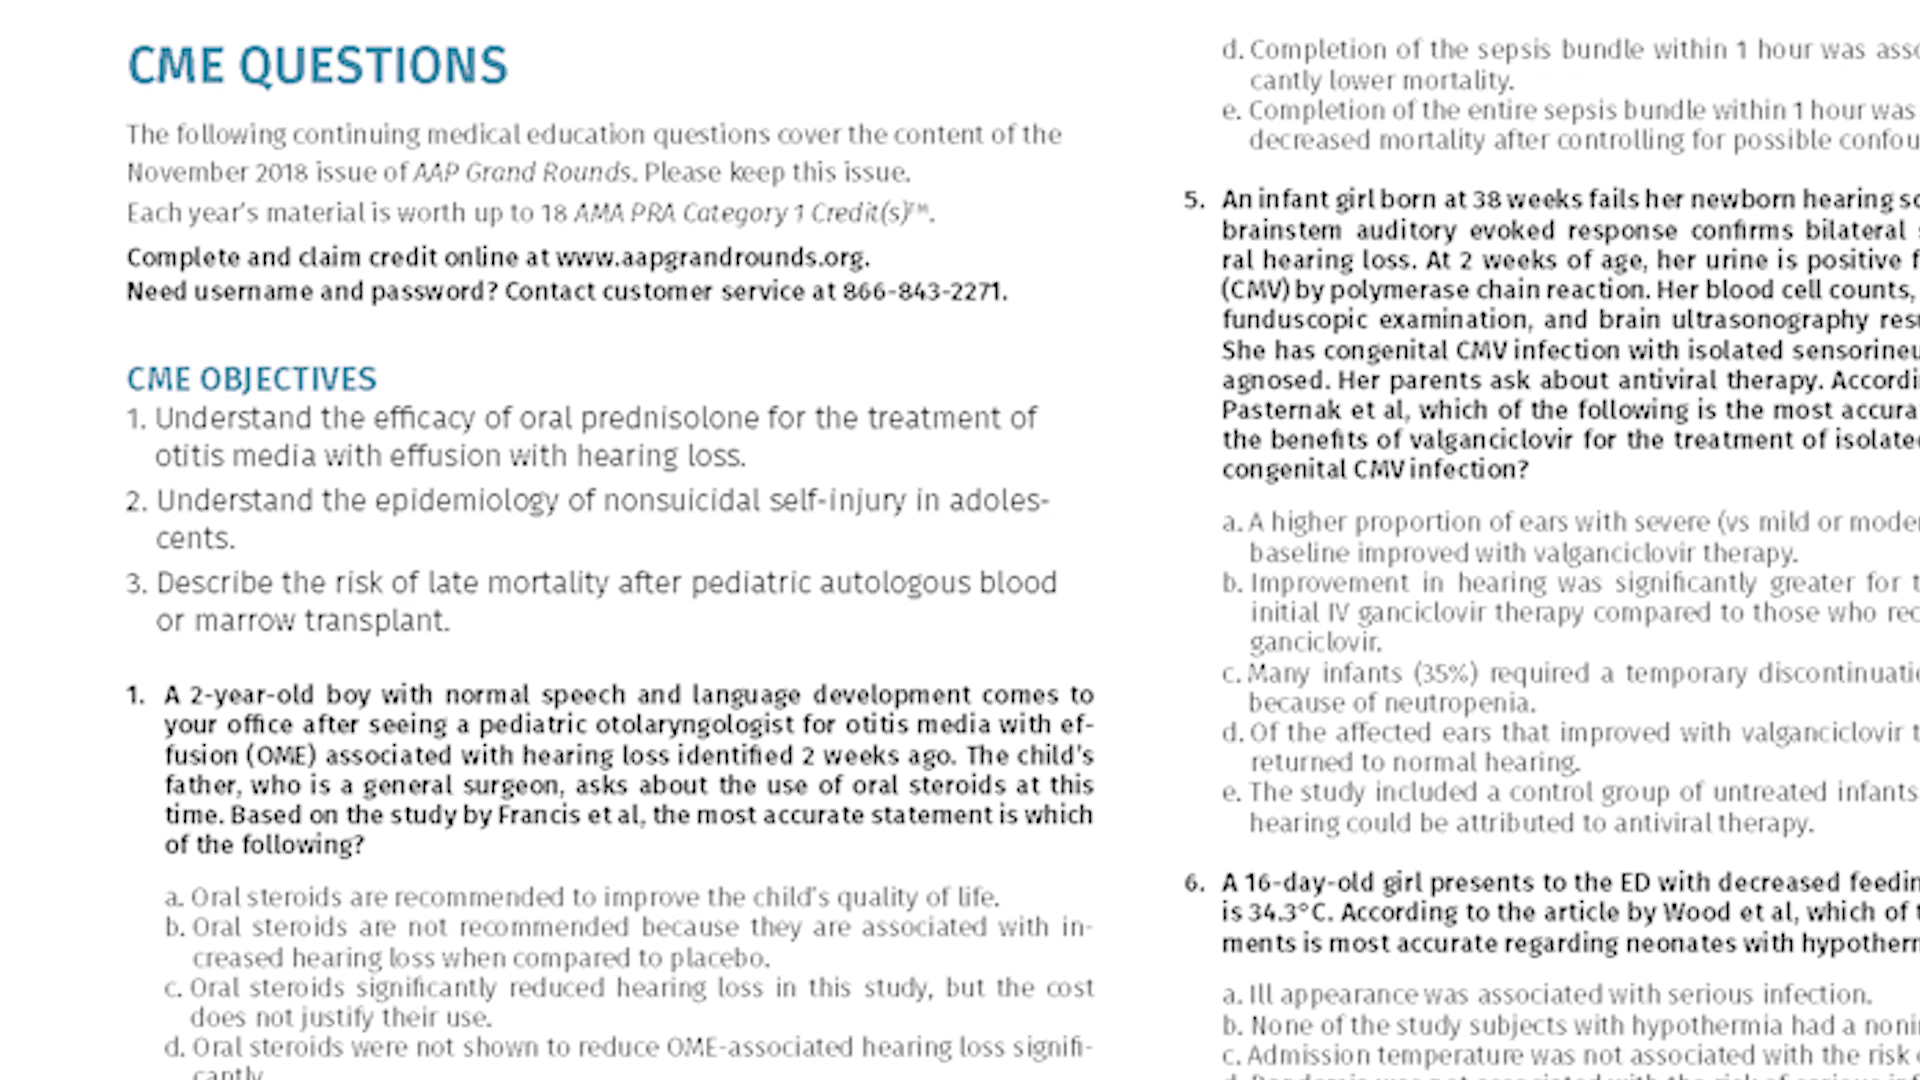 CME QUESTIONS
The following continuing medical education questions cover the content of the
November 2018 issue of AAP Grand Rounds. Please keep this issue.
Each year's material is worth up to 18 AMA PRA Category 1 Credit(s)™.
Complete and claim credit online at www.aapgrandrounds.org.
Need username and password? Contact customer service at 866-843-2271.
CME OBJECTIVES
1. Understand the efficacy of oral prednisolone for the treatment of
otitis media with effusion with hearing loss.
2. Understand the epidemiology of nonsuicidal self-injury in adoles-
cents.
3. Describe the risk of late mortality after pediatric autologous blood
or marrow transplant.
1. A 2-year-old boy with normal speech and language development comes to
your office after seeing a pediatric otolaryngologist for otitis media with ef-
fusion (OME) associated with hearing loss identified 2 weeks ago. The child's
father, who is a general surgeon, asks about the use of oral steroids at this
time. Based on the study by Francis et al, the most accurate statement is which
of the following?
a. Oral steroids are recommended to improve the child's quality of life.
b. Oral steroids are not recommended because they are associated with in-
creased hearing loss when compared to placebo.
c. Oral steroids significantly reduced hearing loss in this study, but the cost
does not justify their use.
d. Oral steroids were not shown to reduce OME-associated hearing loss signifi-
cantly.
d. Completion of the sepsis bundle within 1 hour was
cantly lower mortality.
e. Completion of the entire sepsis bundle within 1 hour was
decreased mortality after controlling for possible
5. An infant girl born at 38 weeks fails her newborn hearing
brainstem auditory evoked response confirms bilateral
ral hearing loss. At 2 weeks of age, her urine is positive
(CMV) by polymerase chain reaction. Her blood cell counts,
funduscopic examination, and brain ultrasonography
She has congenital CMV infection with isolated
agnosed. Her parents ask about antiviral therapy.
Pasternak et al, which of the following is the most
the benefits of valganciclovir for the treatment of
congenital CMV infection?
a. A higher proportion of ears with severe (vs mild or
baseline improved with valganciclovir therapy.
b. Improvement in hearing was significantly greater for
initial IV ganciclovir therapy compared to those who
ganciclovir.
c. Many infants (35%) required a temporary
because of neutropenia.
d. Of the affected ears that improved with valganciclovir
returned to normal hearing.
e. The study included a control group of untreated infants
hearing could be attributed to antiviral therapy.
6. A 16-day-old girl presents to the ED with decreased
is 34.3°C. According to the article by Wood et al, which of
ments is most accurate regarding neonates with
a. Ill appearance was associated with serious infection.
b. None of the study subjects with hypothermia had a
c. Admission temperature was not associated with the risk